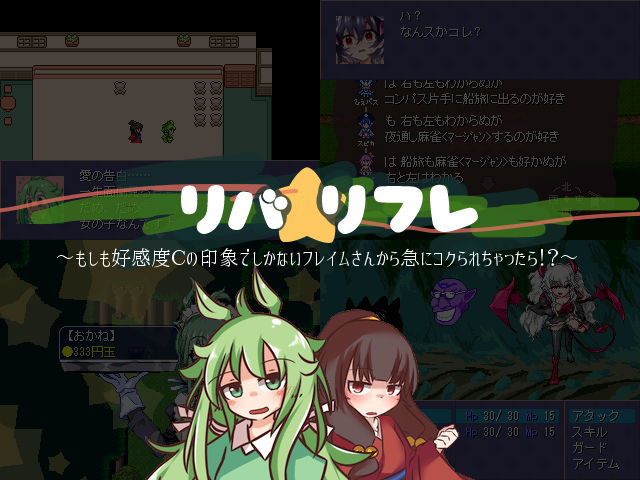 ハ?
なんスかコレ?
は 右も左もわからぬが
コンパス片手に船旅に出るのが好き
ひえパス
も 右も左もわからぬが
夜通し麻雀<マージャン>するのが好き
スピカ
は 船旅も麻雀<マージャン>も好かぬが
右と左はわかる
北
愛の告白……
リバ★リフレ
～もしも好感度Cの印象でしかないフレイムさんから急にコクられちゃったら!?～
【おかね】
333円玉
Hp 30/ 30 Mp 15
Hp 30/ 30 Mp 15
アタック
スキル
ガード
アイテム